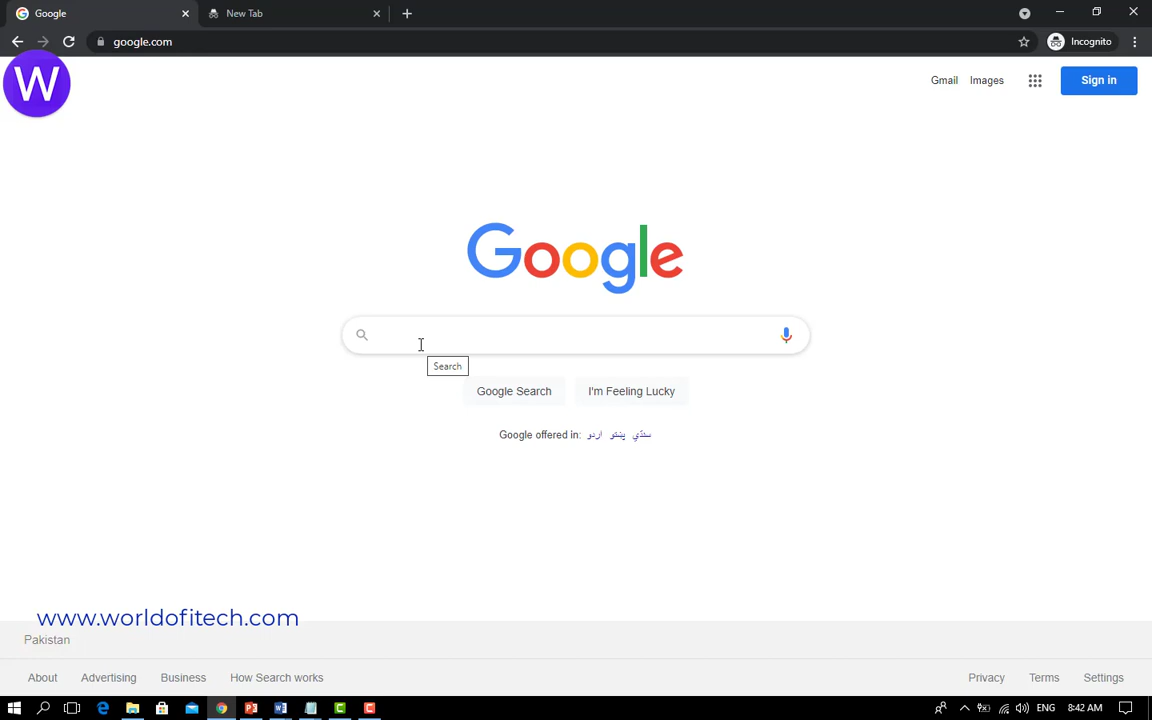 Google
New Tab
google.com
Incognito
W
Gmail Images
Sign in
Google
Search
Google Search
I'm Feeling Lucky
Google offered in: اردو پښتو سنڌي
www.worldofitech.com
Pakistan
About Advertising Business How Search works
Privacy Terms Settings
ENG 8:42 AM